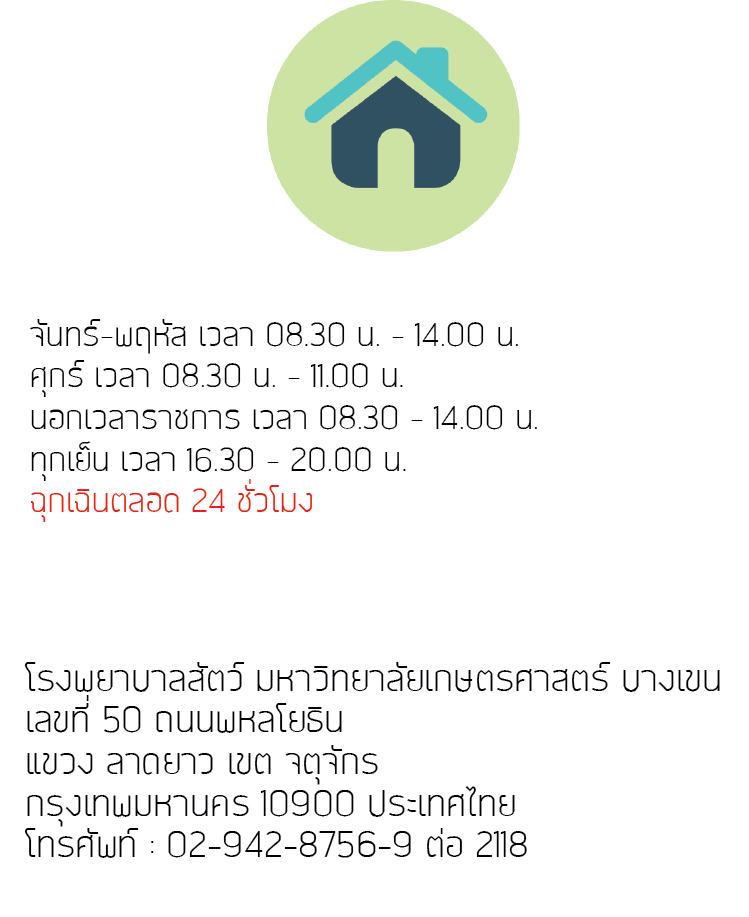 จันทร์-พฤหัส เวลา 08.30 น. - 14.00 น.
ศุกร์ เวลา 08.30 น. - 11.00 น.
นอกเวลาราชการ เวลา 08.30 - 14.00 น.
ทุกเย็น เวลา 16.30 - 20.00 น.
ฉุกเฉินตลอด 24 ชั่วโมง
โรงพยาบาลสัตว์ มหาวิทยาลัยเกษตรศาสตร์ บางเขน
เลขที่ 50 ถนนพหลโยธิน
แขวง ลาดยาว เขต จตุจักร
กรุงเทพมหานคร 10900 ประเทศไทย
โทรศัพท์ : 02-942-8756-9 ต่อ 2118